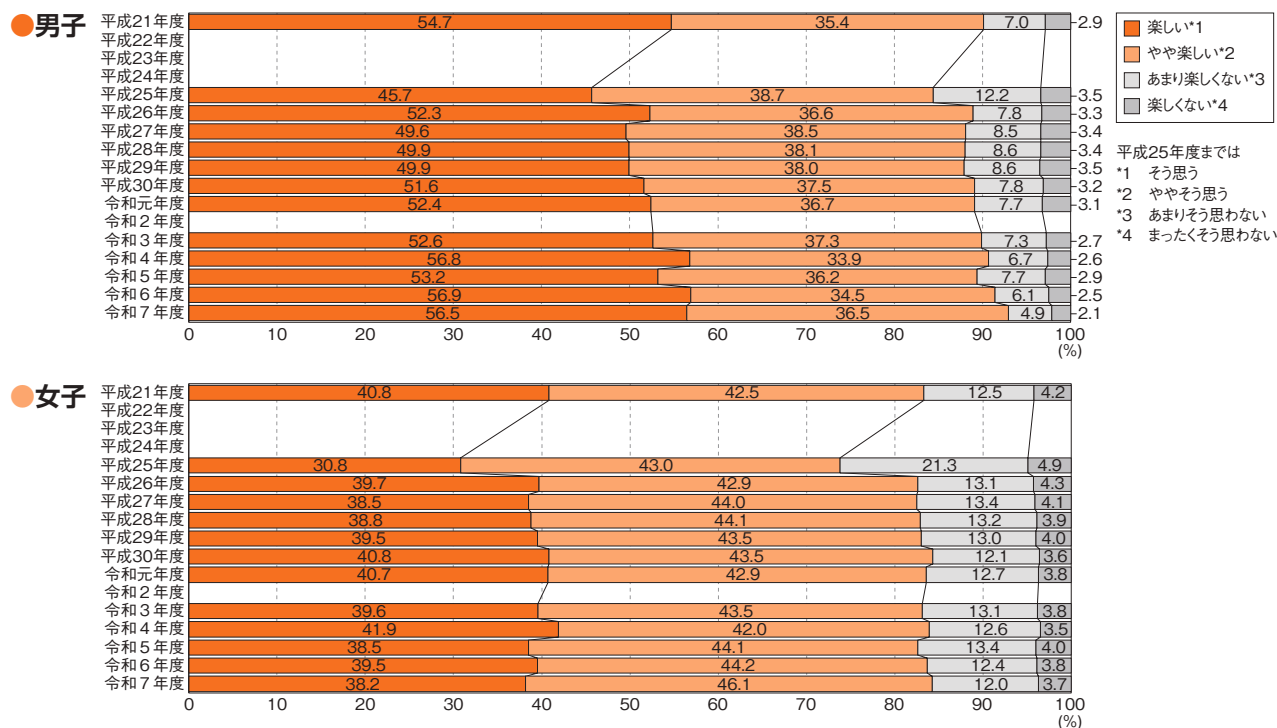 ●男子
平成21年度 54.7 35.4 7.0 2.9
平成22年度
平成23年度
平成24年度
平成25年度 45.7 38.7 12.2 3.5
平成26年度 52.3 36.6 7.8 3.3
平成27年度 49.6 38.5 8.5 3.4
平成28年度 49.9 38.1 8.6 3.4
平成29年度 49.9 38.0 8.6 3.5
平成30年度 51.6 37.5 7.8 3.2
令和元年度 52.4 36.7 7.7 3.1
令和2年度
令和3年度 52.6 37.3 7.3 2.7
令和4年度 56.8 33.9 6.7 2.6
令和5年度 53.2 36.2 7.7 2.9
令和6年度 56.9 34.5 6.1 2.5
令和7年度 56.5 36.5 4.9 2.1
0 10 20 30 40 50 60 70 80 90 100
(%)
楽しい*1
やや楽しい*2
あまり楽しくない*3
楽しくない*4
平成25年度までは
*1 そう思う
*2 ややそう思う
*3 あまりそう思わない
*4 まったくそう思わない
●女子
平成21年度 40.8 42.5 12.5 4.2
平成22年度
平成23年度
平成24年度
平成25年度 30.8 43.0 21.3 4.9
平成26年度 39.7 42.9 13.1 4.3
平成27年度 38.5 44.0 13.4 4.1
平成28年度 38.8 44.1 13.2 3.9
平成29年度 39.5 43.5 13.0 4.0
平成30年度 40.8 43.5 12.1 3.6
令和元年度 40.7 42.9 12.7 3.8
令和2年度
令和3年度 39.6 43.5 13.1 3.8
令和4年度 41.9 42.0 12.6 3.5
令和5年度 38.5 44.1 13.4 4.0
令和6年度 39.5 44.2 12.4 3.8
令和7年度 38.2 46.1 12.0 3.7
0 10 20 30 40 50 60 70 80 90 100
(%)